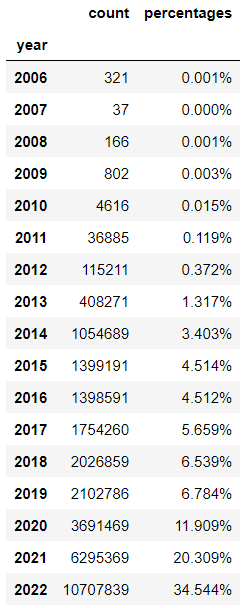 count percentages
year
2006 321 0.001%
2007 37 0.000%
2008 166 0.001%
2009 802 0.003%
2010 4616 0.015%
2011 36885 0.119%
2012 115211 0.372%
2013 408271 1.317%
2014 1054689 3.403%
2015 1399191 4.514%
2016 1398591 4.512%
2017 1754260 5.659%
2018 2026859 6.539%
2019 2102786 6.784%
2020 3691469 11.909%
2021 6295369 20.309%
2022 10707839 34.544%